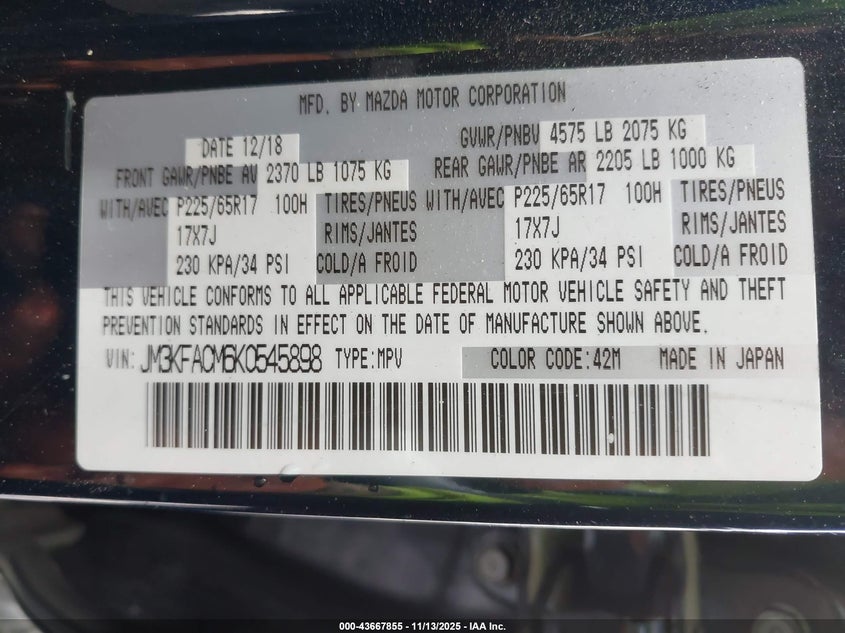 MFD. BY MAZDA MOTOR CORPORATION
DATE 12/18 GVWR/PNBV 4575 LB 2075 KG
FRONT GAWR/PNBE AV 2370 LB 1075 KG REAR GAWR/PNBE AR 2205 LB 1000 KG
WITH/AVEC P225/65R17 100H TIRES/PNEUS WITH/AVEC P225/65R17 100H TIRES/PNEUS
17X7J RIMS/JANTES 17X7J RIMS/JANTES
230 KPA/34 PSI COLD/A FROID 230 KPA/34 PSI COLD/A FROID
THIS VEHICLE CONFORMS TO ALL APPLICABLE FEDERAL MOTOR VEHICLE SAFETY AND THEFT
PREVENTION STANDARDS IN EFFECT ON THE DATE OF MANUFACTURE SHOWN ABOVE.
VIN: JM3KFACM6K0545898 TYPE:MPV COLOR CODE:42M MADE IN JAPAN
000-43667855 - 11/13/2025 - IAA Inc.